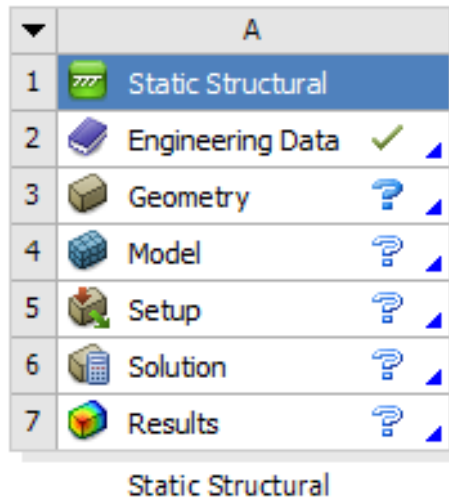 A
1 Static Structural
2 Engineering Data
3 Geometry ?
4 Model ?
5 Setup ?
6 Solution ?
7 Results ?
Static Structural